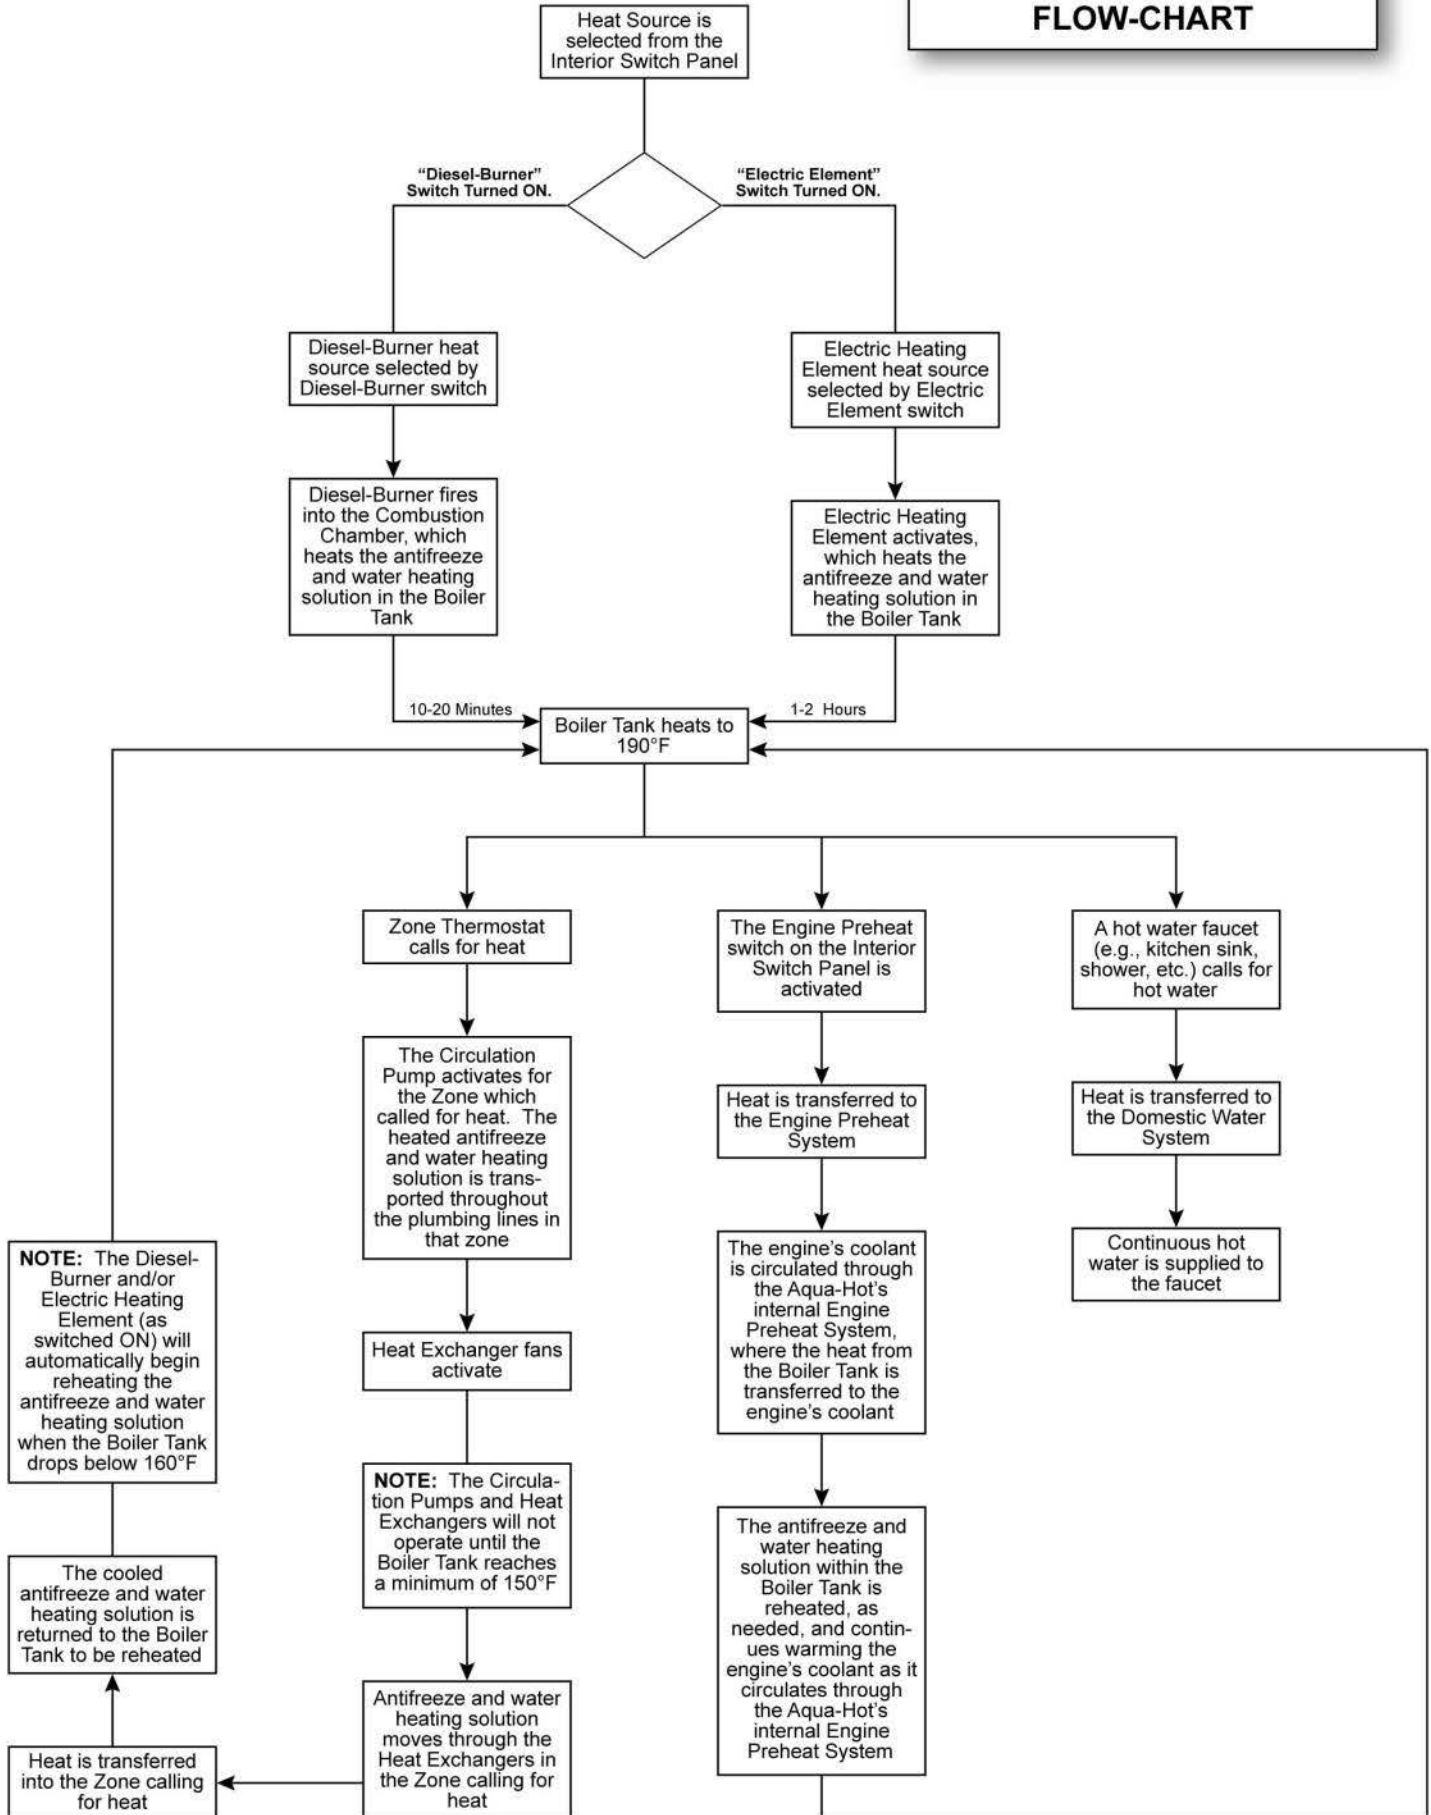 FLOW-CHART
Heat Source is
selected from the
Interior Switch Panel
“Diesel-Burner”
Switch Turned ON.
“Electric Element”
Switch Turned ON.
Diesel-Burner heat
source selected by
Diesel-Burner switch
Electric Heating
Element heat source
selected by Electric
Element switch
Diesel-Burner fires
into the Combustion
Chamber, which
heats the antifreeze
and water heating
solution in the Boiler
Tank
Electric Heating
Element activates,
which heats the
antifreeze and water
heating solution in
the Boiler Tank
10-20 Minutes
1-2 Hours
Boiler Tank heats to
190°F
Zone Thermostat
calls for heat
The Circulation
Pump activates for
the Zone which
called for heat. The
heated antifreeze
and water heating
solution is trans-
ported throughout
the plumbing lines in
that zone
Heat Exchanger fans
activate
NOTE: The Circula-
tion Pumps and Heat
Exchangers will not
operate until the
Boiler Tank reaches
a minimum of 150°F
Antifreeze and water
heating solution
moves through the
Heat Exchangers in
the Zone calling for
heat
Heat is transferred
into the Zone calling
for heat
The cooled
antifreeze and water
heating solution is
returned to the Boiler
Tank to be reheated
NOTE: The Diesel-
Burner and/or
Electric Heating
Element (as
switched ON) will
automatically begin
reheating the
antifreeze and water
heating solution
when the Boiler Tank
drops below 160°F
The Engine Preheat
switch on the Interior
Switch Panel is
activated
Heat is transferred to
the Engine Preheat
System
The engine’s coolant
is circulated through
the Aqua-Hot’s
internal Engine
Preheat System,
where the heat from
the Boiler Tank is
transferred to the
engine’s coolant
The antifreeze and
water heating
solution within the
Boiler Tank is
reheated, as
needed, and contin-
ues warming the
engine’s coolant as it
circulates through
the Aqua-Hot’s
internal Engine
Preheat System
A hot water faucet
(e.g., kitchen sink,
shower, etc.) calls for
hot water
Heat is transferred to
the Domestic Water
System
Continuous hot
water is supplied to
the faucet